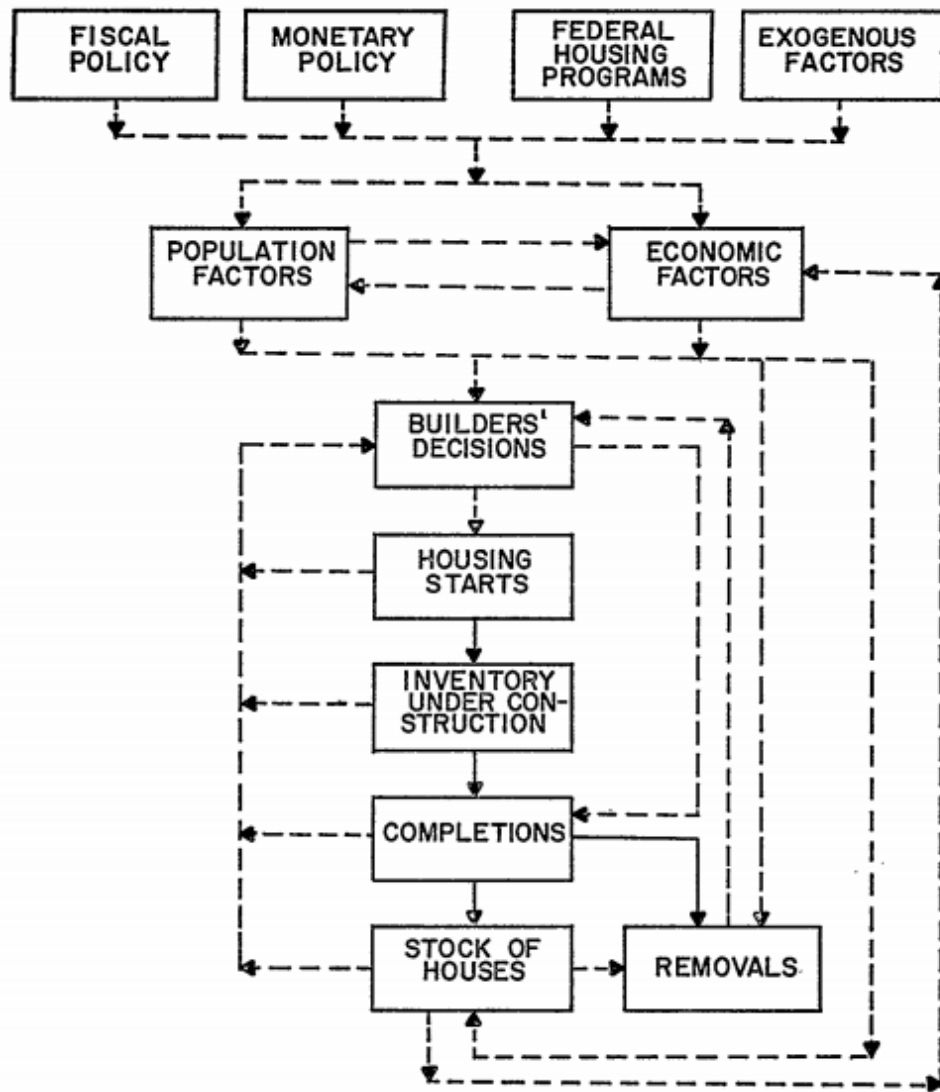 FISCAL
POLICY
MONETARY
POLICY
FEDERAL
HOUSING
PROGRAMS
EXOGENOUS
FACTORS
POPULATION
FACTORS
ECONOMIC
FACTORS
BUILDERS'
DECISIONS
HOUSING
STARTS
INVENTORY
UNDER CON-
STRUCTION
COMPLETIONS
STOCK OF
HOUSES
REMOVALS